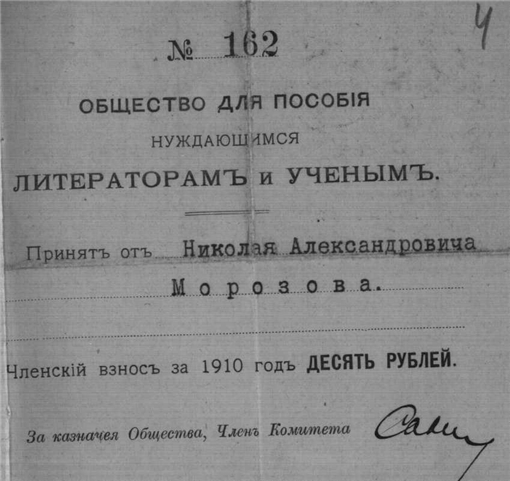 4
№ 162
ОБЩЕСТВО ДЛЯ ПОСОБІЯ
НУЖДАЮЩИМСЯ
ЛИТЕРАТОРАМЪ и УЧЕНЫМЪ.
Принятъ отъ Николая Александровича
Морозова.
Членскій взносъ за 1910 годъ ДЕСЯТЬ РУБЛЕЙ.
За казначея Общества, Членъ Комитета